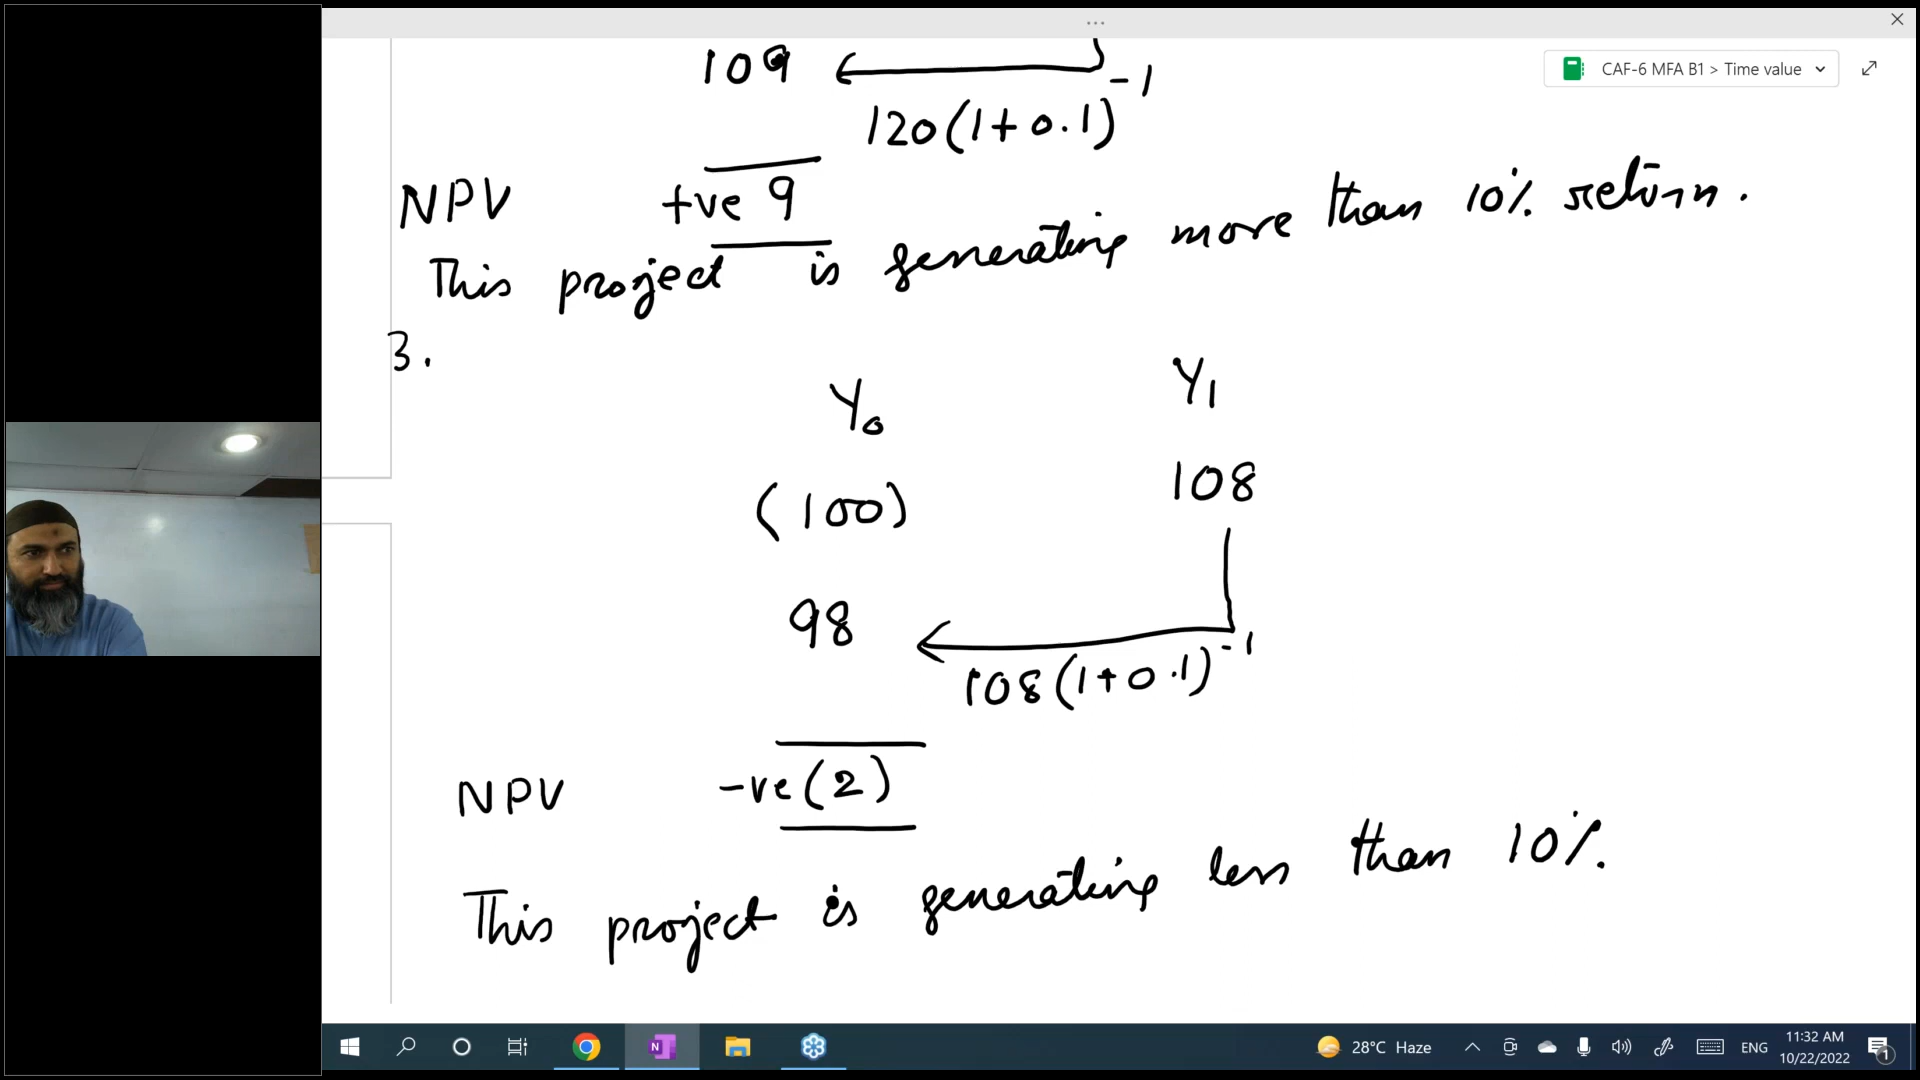 CAF-6 MFA B1 > Time value
109
120(1+0.1)-1
NPV +ve 9
This project is generating more than 10% return.
3.
Y0 Y1
(100) 108
98
108(1+0.1)-1
NPV -ve(2)
This project is generating less than 10%.
28°C Haze
ENG
11:32 AM
10/22/2022
1